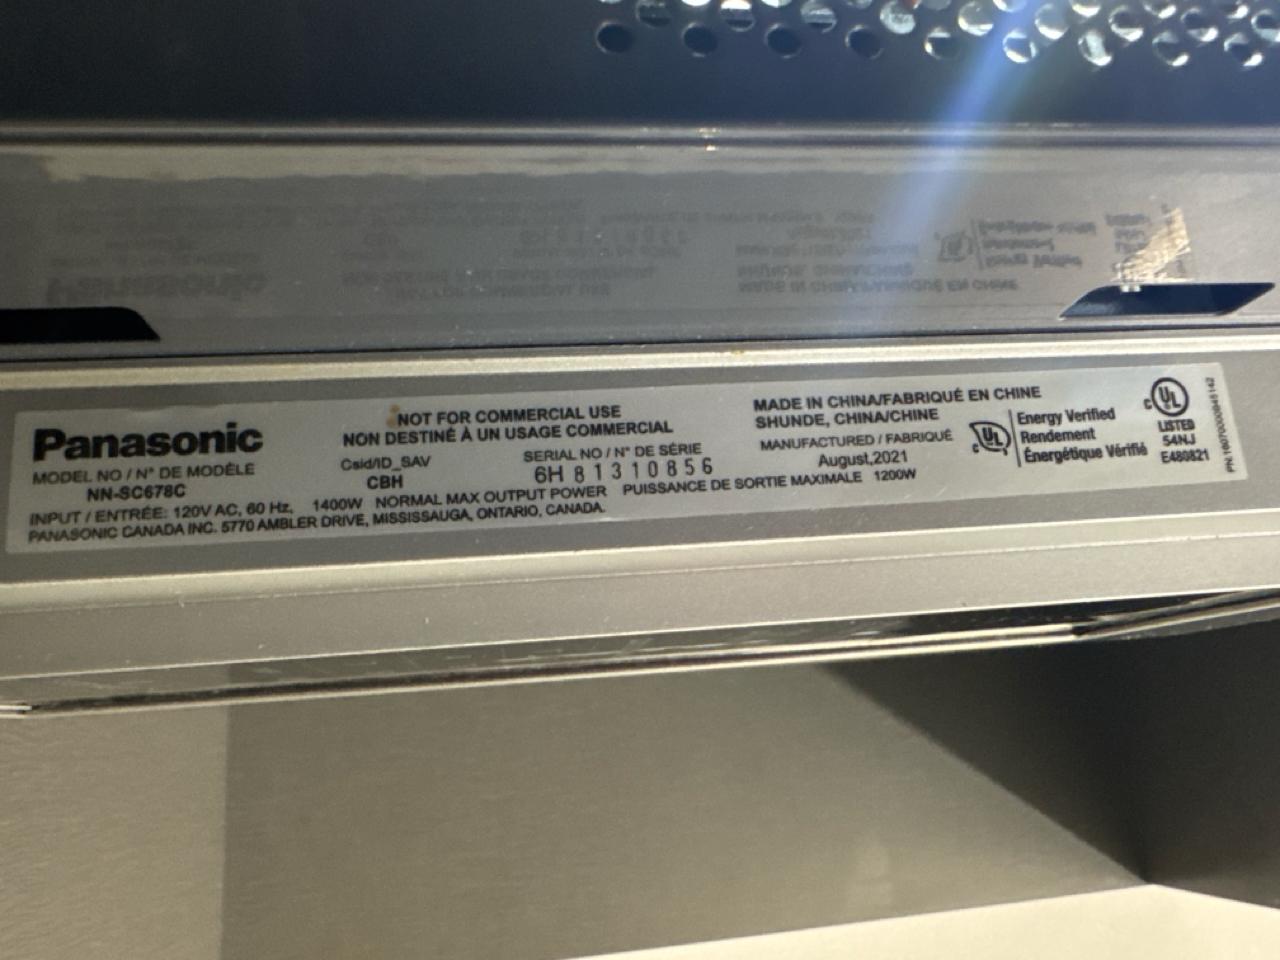 Panasonic
MODEL NO / N° DE MODÈLE
NN-SC678C
NOT FOR COMMERCIAL USE
NON DESTINÉ À UN USAGE COMMERCIAL
Csid/ID_SAV
CBH
SERIAL NO / N° DE SÉRIE
6H81310856
MADE IN CHINA/FABRIQUÉ EN CHINE
SHUNDE, CHINA/CHINE
MANUFACTURED / FABRIQUÉ
August,2021
INPUT / ENTRÉE: 120V AC, 60 Hz, 1400W NORMAL MAX OUTPUT POWER PUISSANCE DE SORTIE MAXIMALE 1200W
PANASONIC CANADA INC. 5770 AMBLER DRIVE, MISSISSAUGA, ONTARIO, CANADA.
c UL
Energy Verified
Rendement
Énergétique Vérifié
c UL
LISTED
54NJ
E480821